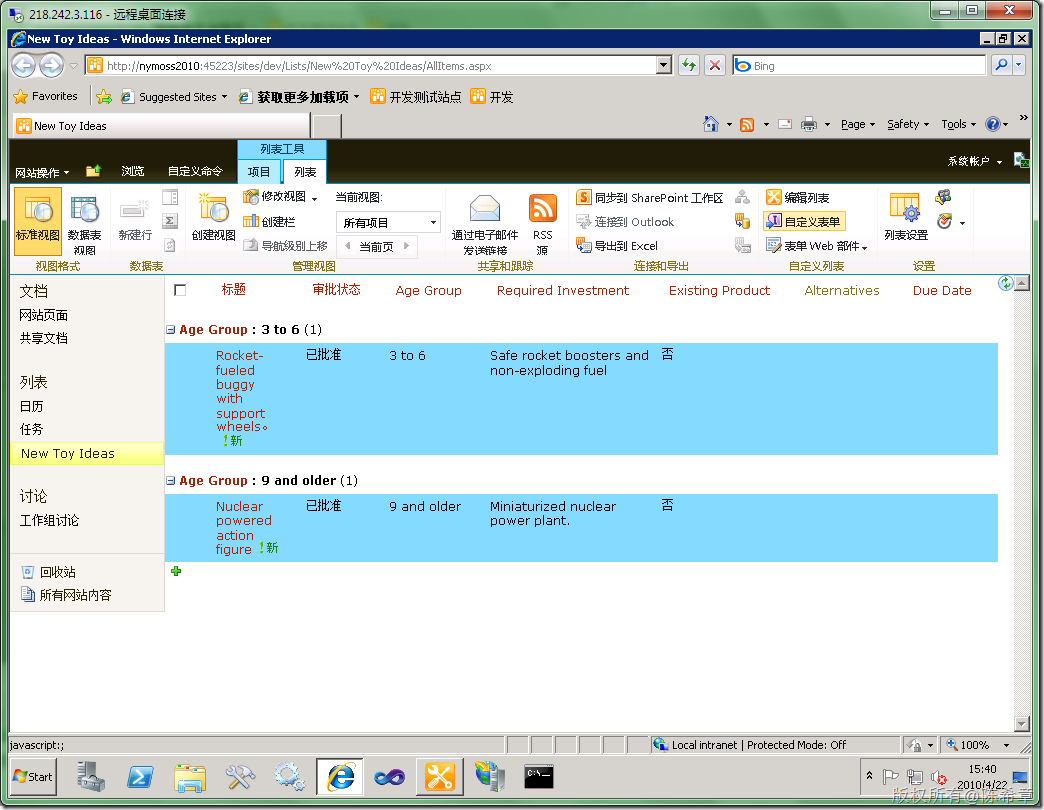 218.242.3.116 - 远程桌面连接
New Toy Ideas - Windows Internet Explorer
http://nymoss2010:45223/sites/dev/Lists/New%20Toy%20Ideas/AllItems.aspx
Bing
Favorites
Suggested Sites
获取更多加载项
开发测试站点
开发
New Toy Ideas
Page
Safety
Tools
»
列表工具
系统帐户
网站操作
浏览
自定义命令
项目
列表
标准视图
数据表
视图
新建行
创建视图
修改视图
创建栏
导航级别上移
当前视图:
所有项目
当前页
通过电子邮件
发送链接
RSS
源
同步到 SharePoint 工作区
连接到 Outlook
导出到 Excel
编辑列表
自定义表单
表单 Web 部件
列表设置
视图格式
数据表
管理视图
共享和跟踪
连接和导出
自定义列表
设置
文档
网站页面
共享文档
列表
日历
任务
New Toy Ideas
讨论
工作组讨论
回收站
所有网站内容
标题 审批状态 Age Group Required Investment Existing Product Alternatives Due Date
Age Group : 3 to 6 (1)
Rocket-
fueled
buggy
with
support
wheels。
!新
已批准
3 to 6
Safe rocket boosters and
non-exploding fuel
否
Age Group : 9 and older (1)
Nuclear
powered
action
figure !新
已批准
9 and older
Miniaturized nuclear
power plant.
否
javascript:;
Local intranet | Protected Mode: Off
100%
Start
C:\_
15:40
2010/4/22
版权所有@陈希章